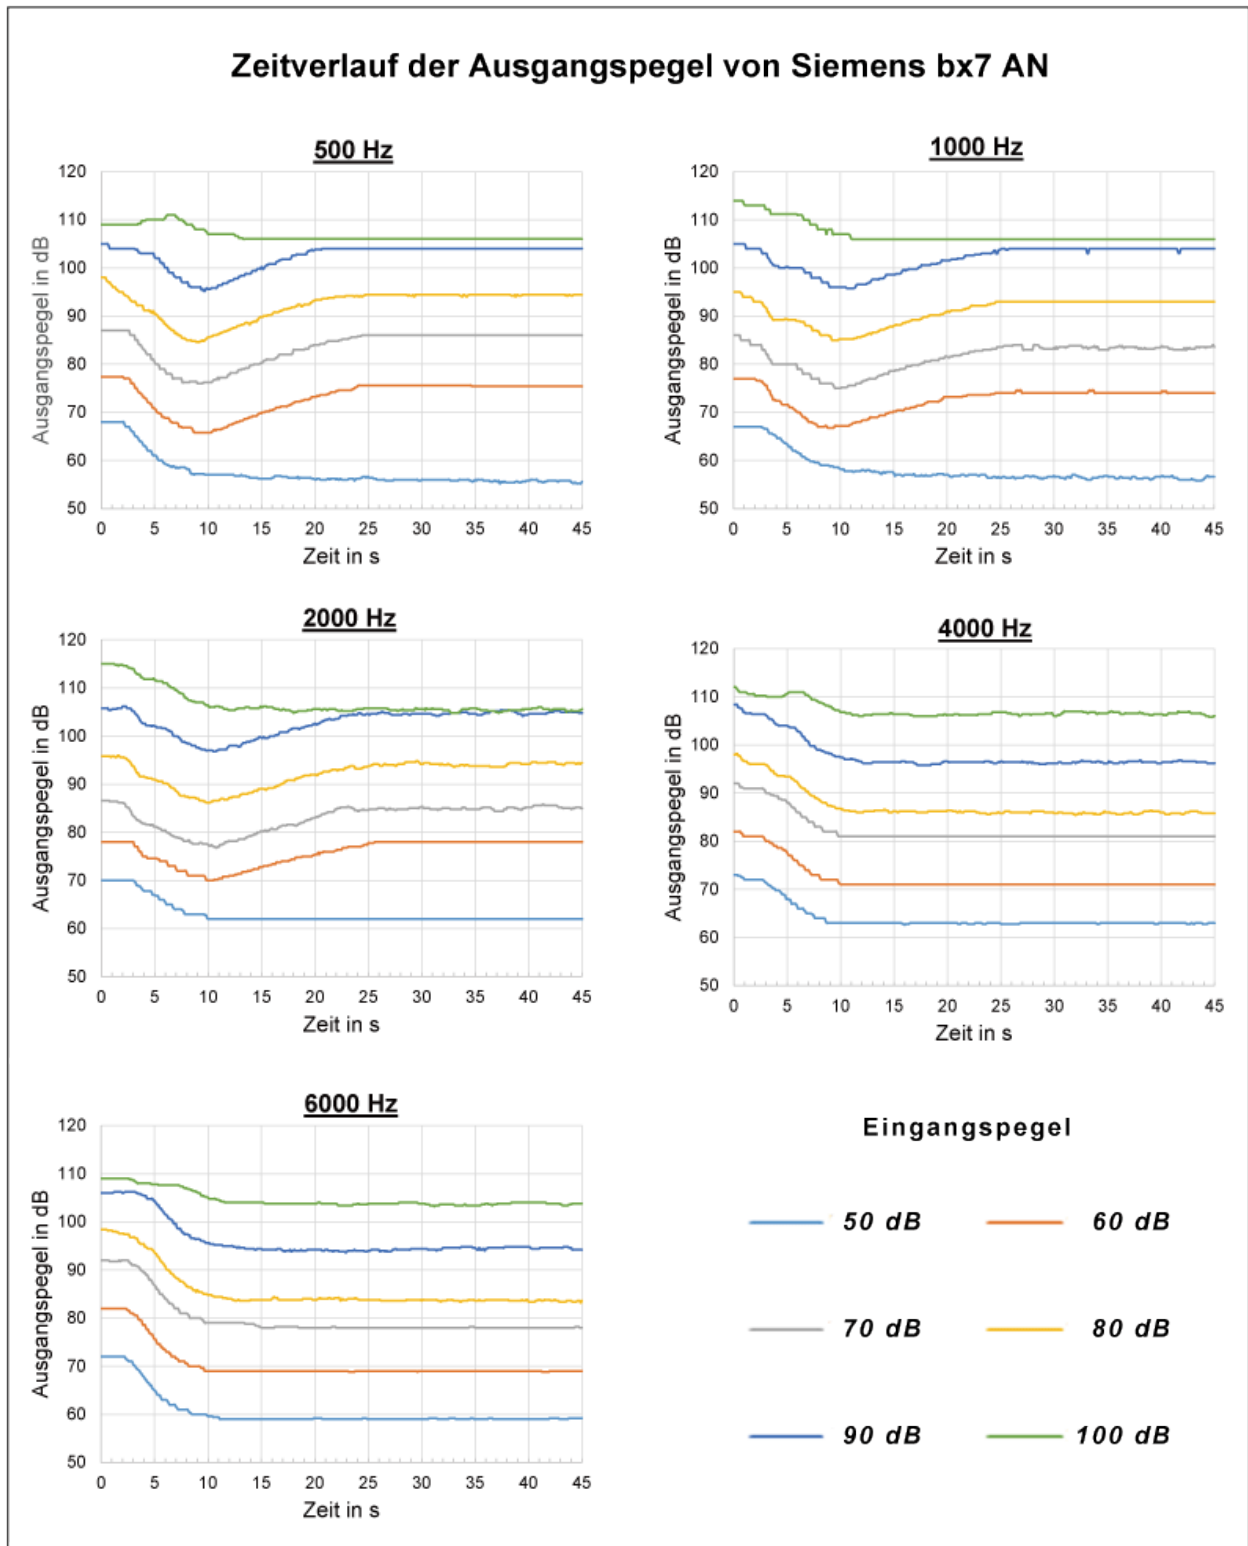 Zeitverlauf der Ausgangspegel von Siemens bx7 AN
500 Hz
120
110
100
90
80
70
60
50
Ausgangspegel in dB
0 5 10 15 20 25 30 35 40 45
Zeit in s
1000 Hz
120
110
100
90
80
70
60
50
Ausgangspegel in dB
0 5 10 15 20 25 30 35 40 45
Zeit in s
2000 Hz
120
110
100
90
80
70
60
50
Ausgangspegel in dB
0 5 10 15 20 25 30 35 40 45
Zeit in s
4000 Hz
120
110
100
90
80
70
60
50
Ausgangspegel in dB
0 5 10 15 20 25 30 35 40 45
Zeit in s
6000 Hz
120
110
100
90
80
70
60
50
Ausgangspegel in dB
0 5 10 15 20 25 30 35 40 45
Zeit in s
Eingangspegel
50 dB 60 dB
70 dB 80 dB
90 dB 100 dB